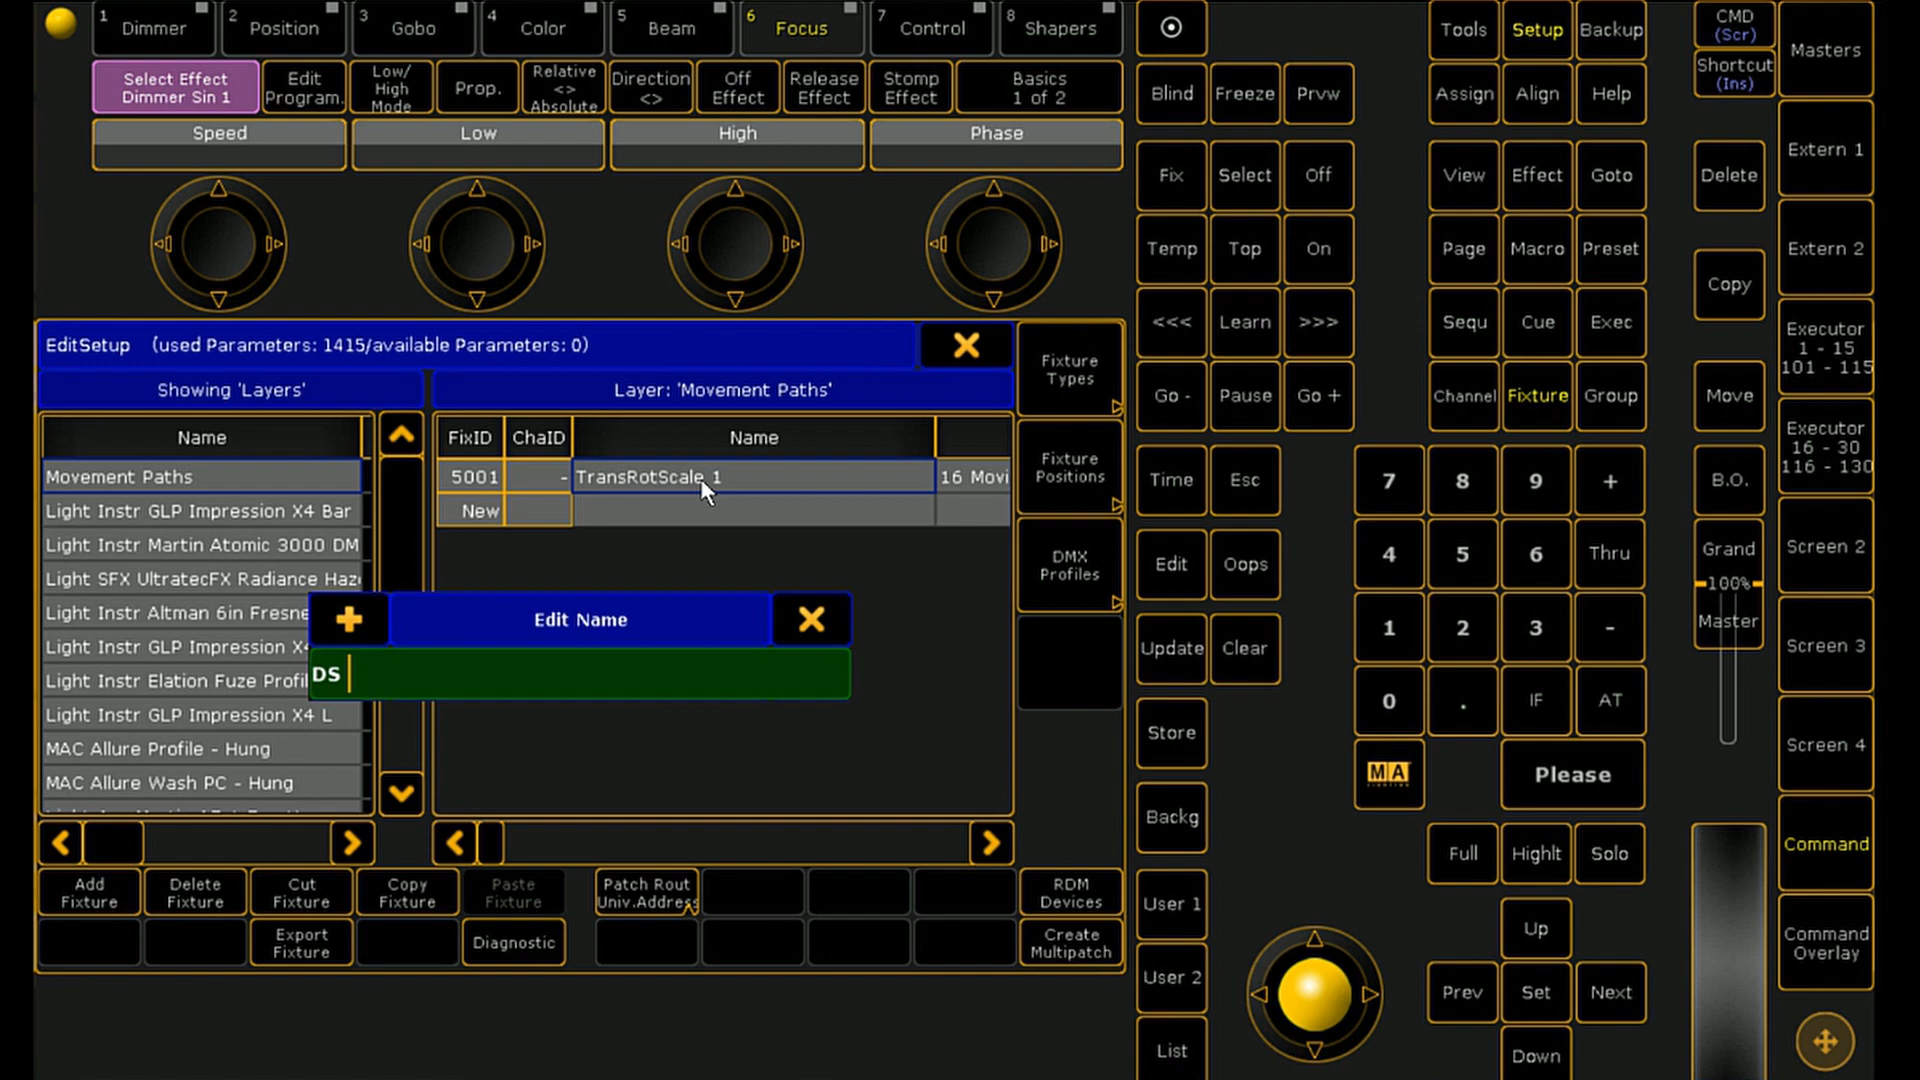 1 Dimmer
2 Position
3 Gobo
4 Color
5 Beam
6 Focus
7 Control
8 Shapers
Select Effect
Dimmer Sin 1
Edit
Program.
Low/
High
Mode
Prop.
Relative
<>
Absolute
Direction
<>
Off
Effect
Release
Effect
Stomp
Effect
Basics
1 of 2
Speed
Low
High
Phase
EditSetup (used Parameters: 1415/available Parameters: 0)
Showing 'Layers'
Layer: 'Movement Paths'
Name
Movement Paths
Light Instr GLP Impression X4 Bar
Light Instr Martin Atomic 3000 DM
Light SFX UltratecFX Radiance Haz
Light Instr Altman 6in Fresne
Light Instr GLP Impression X4
Light Instr Elation Fuze Profil
Light Instr GLP Impression X4 L
MAC Allure Profile - Hung
MAC Allure Wash PC - Hung
FixID ChaID Name
5001 - TransRotScale 1 16 Movi
New
Edit Name
DS
Fixture
Types
Fixture
Positions
DMX
Profiles
Add
Fixture
Delete
Fixture
Cut
Fixture
Copy
Fixture
Paste
Fixture
Patch Rout
Univ.Address
RDM
Devices
Export
Fixture
Diagnostic
Create
Multipatch
Blind Freeze Prvw
Fix Select Off
Temp Top On
<<< Learn >>>
Go - Pause Go +
Time Esc
Edit Oops
Update Clear
Store
Backg
User 1
User 2
List
Tools Setup Backup
Assign Align Help
View Effect Goto
Page Macro Preset
Sequ Cue Exec
Channel Fixture Group
7 8 9 +
4 5 6 Thru
1 2 3 -
0 . IF AT
MA
LIGHTING
Please
Full Highlt Solo
Up
Prev Set Next
Down
CMD
(Scr)
Shortcut
(Ins)
Delete
Copy
Move
B.O.
Grand
100%
Master
Masters
Extern 1
Extern 2
Executor
1 - 15
101 - 115
Executor
16 - 30
116 - 130
Screen 2
Screen 3
Screen 4
Command
Command
Overlay